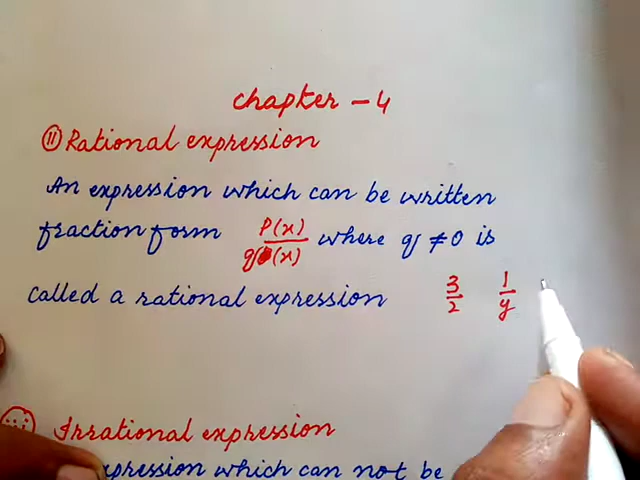 Chapter - 4
(11) Rational expression
An expression which can be written
fraction form P(x)/q(x) where q ≠ 0 is
Called a rational expression 3/2 1/y
Irrational expression
expression which can not be